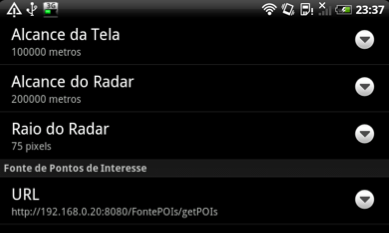 3G 23:37
Alcance da Tela
100000 metros
Alcance do Radar
200000 metros
Raio do Radar
75 pixels
Fonte de Pontos de Interesse
URL
http://192.168.0.20:8080/FontePOIs/getPOIs